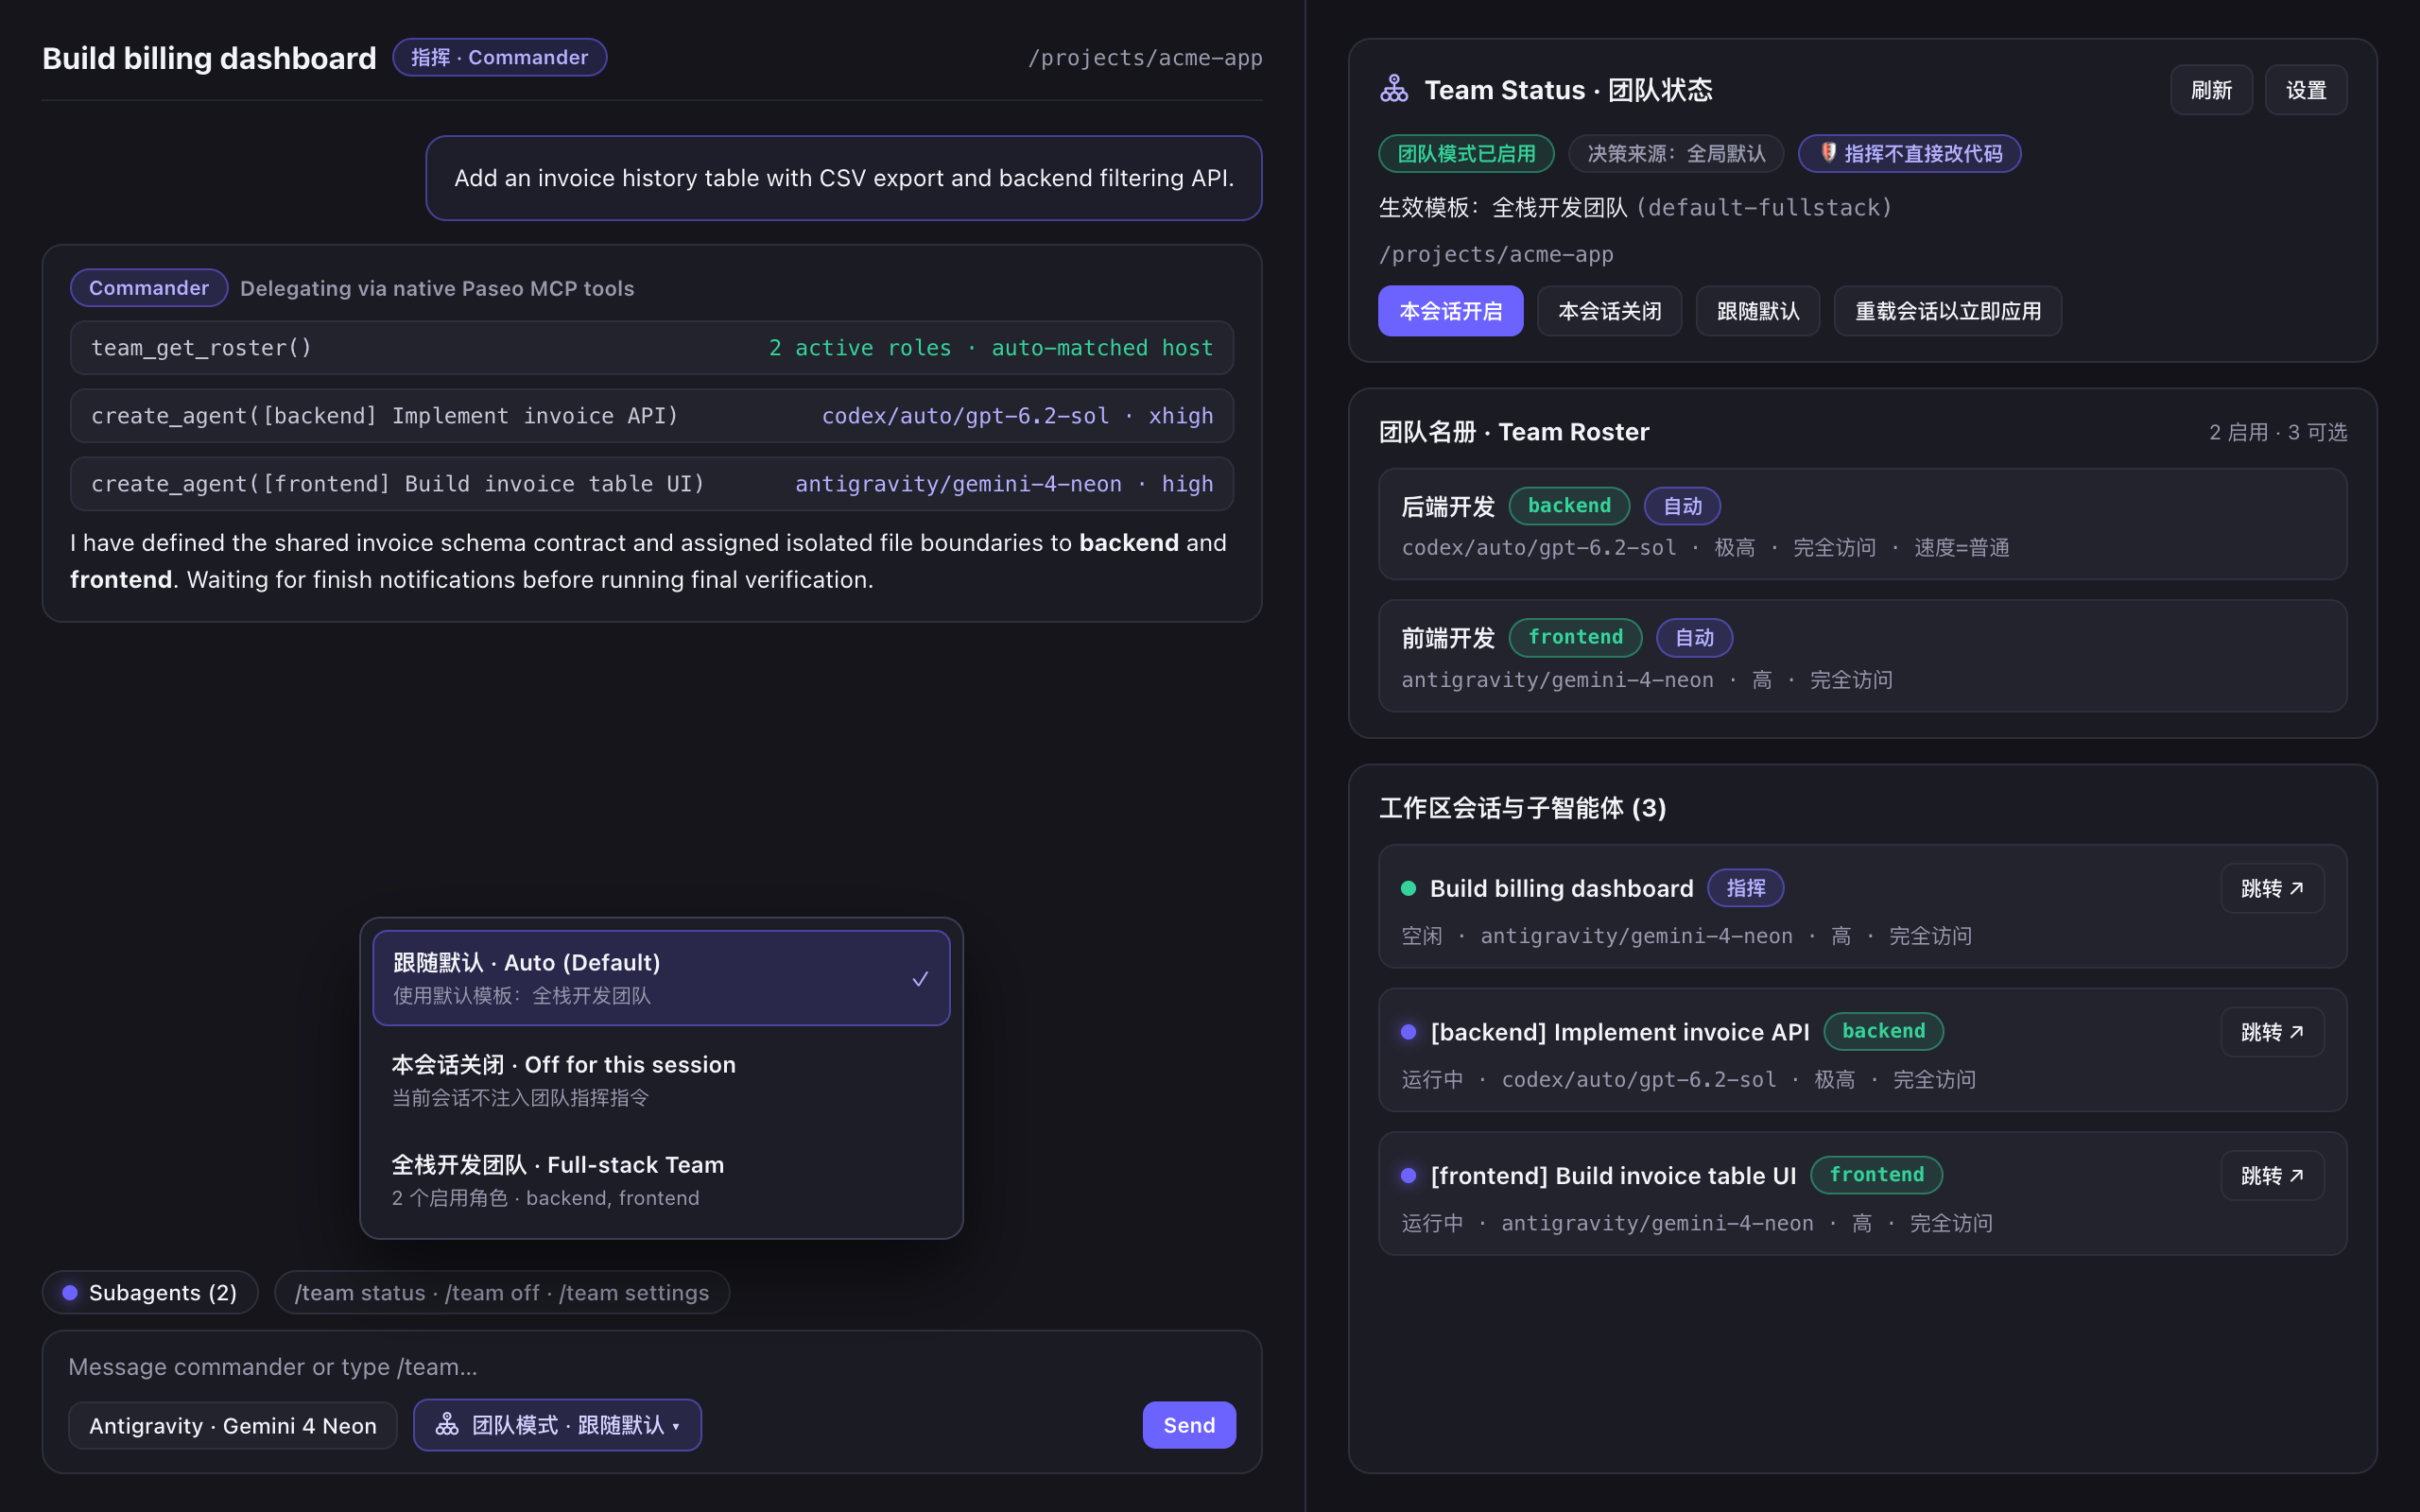 Build billing dashboard
指挥 · Commander
/projects/acme-app
Add an invoice history table with CSV export and backend filtering API.
Commander
Delegating via native Paseo MCP tools
team_get_roster()
2 active roles · auto-matched host
create_agent([backend] Implement invoice API)
codex/auto/gpt-6.2-sol · xhigh
create_agent([frontend] Build invoice table UI)
antigravity/gemini-4-neon · high
I have defined the shared invoice schema contract and assigned isolated file boundaries to backend and
frontend. Waiting for finish notifications before running final verification.
跟随默认 · Auto (Default)
使用默认模板：全栈开发团队
✓
本会话关闭 · Off for this session
当前会话不注入团队指挥指令
全栈开发团队 · Full-stack Team
2 个启用角色 · backend, frontend
Subagents (2)
/team status · /team off · /team settings
Message commander or type /team...
Antigravity · Gemini 4 Neon
团队模式 · 跟随默认 ▾
Send
Team Status · 团队状态
刷新
设置
团队模式已启用
决策来源：全局默认
指挥不直接改代码
生效模板：全栈开发团队 (default-fullstack)
/projects/acme-app
本会话开启
本会话关闭
跟随默认
重载会话以立即应用
团队名册 · Team Roster
2 启用 · 3 可选
后端开发
backend
自动
codex/auto/gpt-6.2-sol · 极高 · 完全访问 · 速度=普通
前端开发
frontend
自动
antigravity/gemini-4-neon · 高 · 完全访问
工作区会话与子智能体 (3)
Build billing dashboard
指挥
跳转 ↗
空闲 · antigravity/gemini-4-neon · 高 · 完全访问
[backend] Implement invoice API
backend
跳转 ↗
运行中 · codex/auto/gpt-6.2-sol · 极高 · 完全访问
[frontend] Build invoice table UI
frontend
跳转 ↗
运行中 · antigravity/gemini-4-neon · 高 · 完全访问